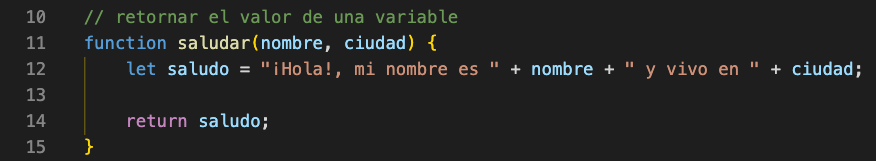 10 // retornar el valor de una variable
11 function saludar(nombre, ciudad) {
12 let saludo = "¡Hola!, mi nombre es " + nombre + " y vivo en " + ciudad;
13
14 return saludo;
15 }